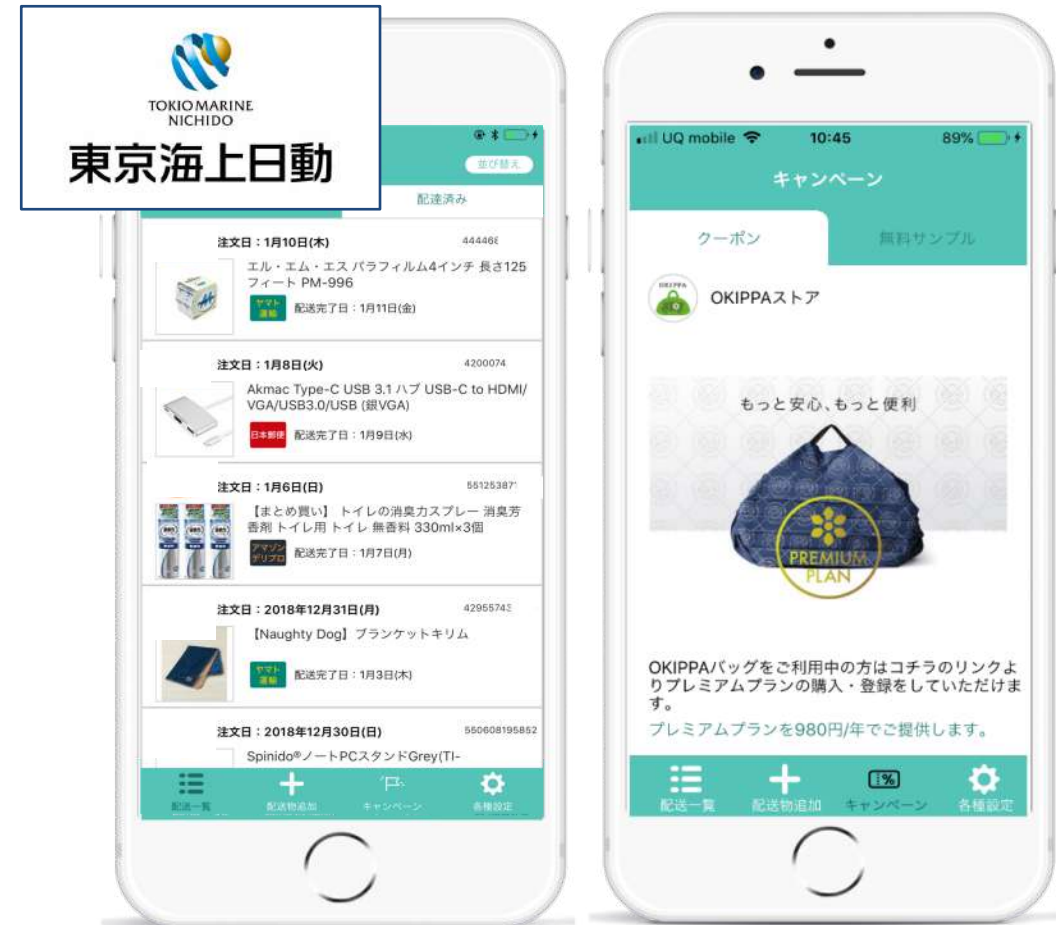 TOKIO MARINE
NICHIDO
東京海上日動
並び替え
配達済み
注文日：1月10日(木)
エル・エム・エス パラフィルム4インチ 長さ125
フィート PM-996
ヤマト
運輸
配送完了日：1月11日(金)
注文日：1月8日(火)
4200074
Akmac Type-C USB 3.1 ハブ USB-C to HDMI/
VGA/USB3.0/USB (銀VGA)
日本郵便
配送完了日：1月9日(水)
注文日：1月6日(日)
【まとめ買い】 トイレの消臭力スプレー 消臭芳
香剤 トイレ用 トイレ 無香料 330ml×3個
アマゾン
デリプロ
配送完了日：1月7日(月)
注文日：2018年12月31日(月)
【Naughty Dog】ブランケットキリム
ヤマト
運輸
配送完了日：1月3日(木)
注文日：2018年12月30日(日)
550608195852
Spinido®ノートPCスタンドGrey(TI-
配送一覧
配送物追加
キャンペーン
各種設定
UQ mobile
10:45
89%
キャンペーン
クーポン
無料サンプル
OKIPPA
OKIPPAストア
もっと安心、もっと便利
PREMIUM
PLAN
OKIPPAバッグをご利用中の方はコチラのリンクよ
りプレミアムプランの購入・登録をしていただけま
す。
プレミアムプランを980円/年でご提供します。
配送一覧
配送物追加
キャンペーン
各種設定